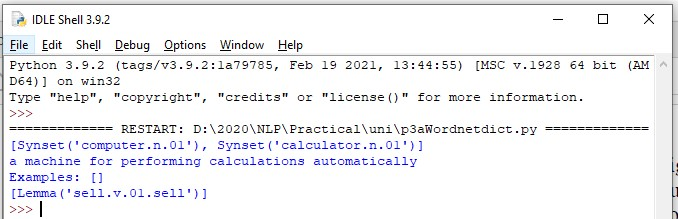 IDLE Shell 3.9.2
File Edit Shell Debug Options Window Help
Python 3.9.2 (tags/v3.9.2:1a79785, Feb 19 2021, 13:44:55) [MSC v.1928 64 bit (AM
D64)] on win32
Type "help", "copyright", "credits" or "license()" for more information.
>>>
============= RESTART: D:\2020\NLP\Practical\uni\p3aWordnetdict.py =============
[Synset('computer.n.01'), Synset('calculator.n.01')]
a machine for performing calculations automatically
Examples: []
[Lemma('sell.v.01.sell')]
>>>